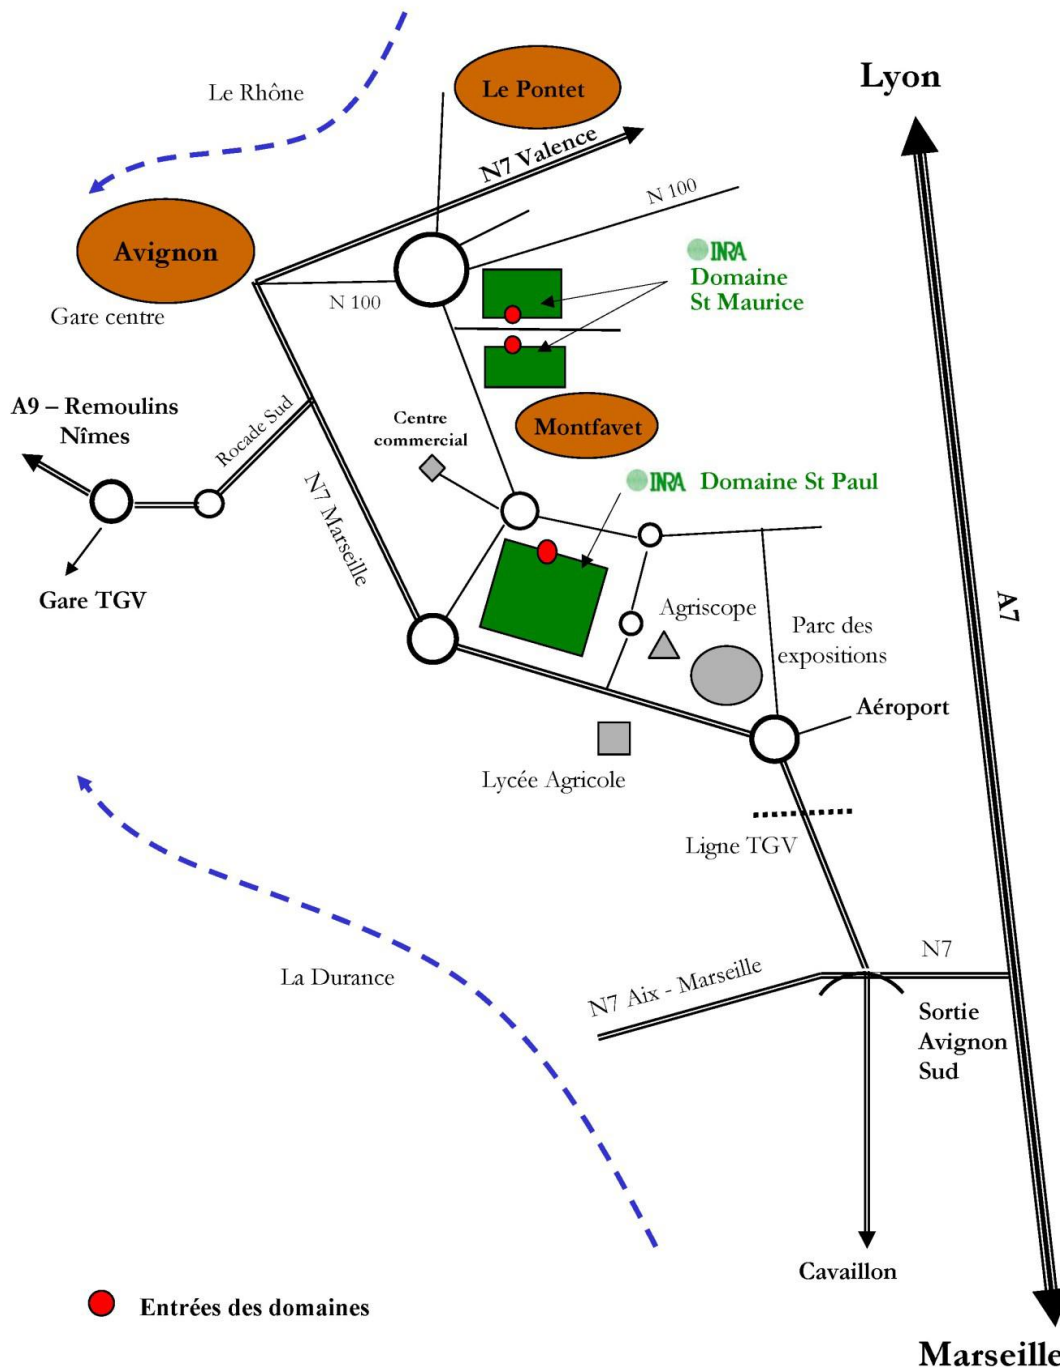 Lyon
Le Pontet
Le Rhône
N7 Valence
N 100
Avignon
INRA
Domaine
St Maurice
N 100
Gare centre
A9 – Remoulins
Nîmes
Rocade Sud
Centre
commercial
Montfavet
INRA Domaine St Paul
N7 Marseille
Gare TGV
A7
Agriscope
Parc des
expositions
Aéroport
Lycée Agricole
Ligne TGV
N7
N7 Aix - Marseille
La Durance
Sortie
Avignon
Sud
Cavaillon
Entrées des domaines
Marseille